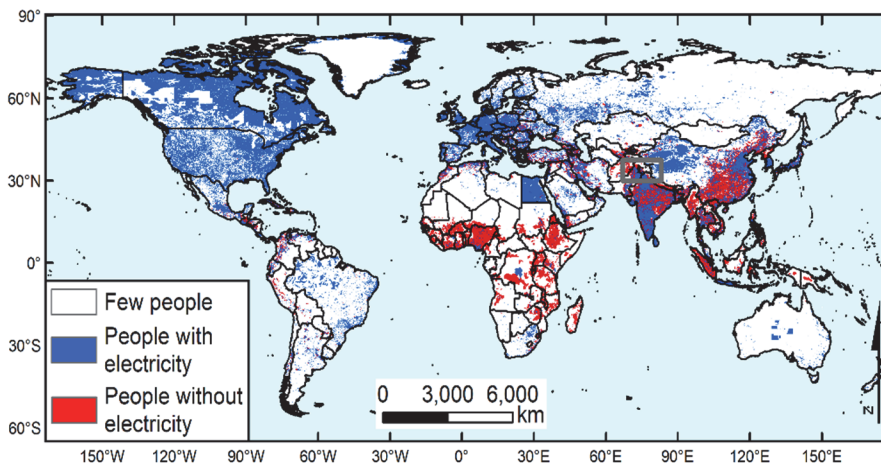 90°
60°N
30°N
0°
30°S
60°S
Few people
People with
electricity
People without
electricity
0 3,000 6,000
km
N
150°W 120°W 90°W 60°W 30°W 0° 30°E 60°E 90°E 120°E 150°E